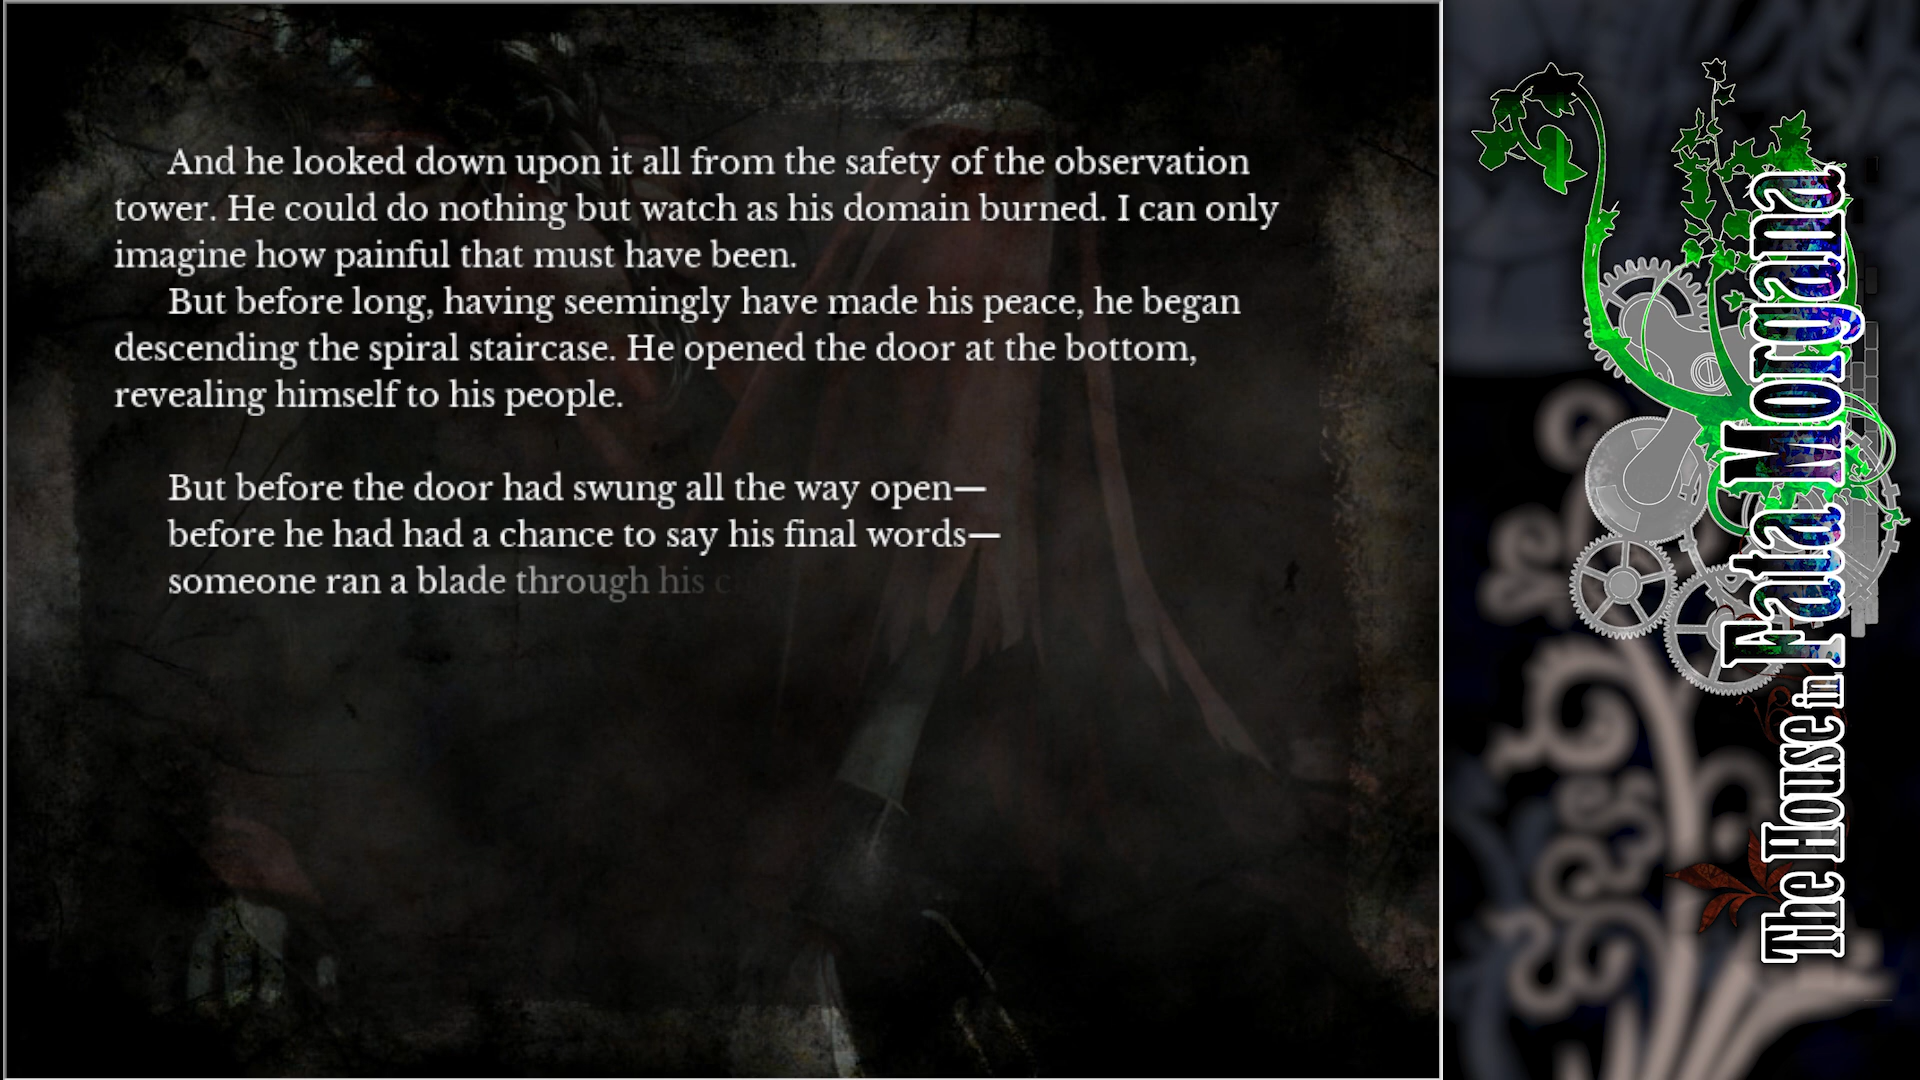 And he looked down upon it all from the safety of the observation
tower. He could do nothing but watch as his domain burned. I can only
imagine how painful that must have been.
But before long, having seemingly have made his peace, he began
descending the spiral staircase. He opened the door at the bottom,
revealing himself to his people.
But before the door had swung all the way open—
before he had had a chance to say his final words—
someone ran a blade through his c
The House in Fata Morgana